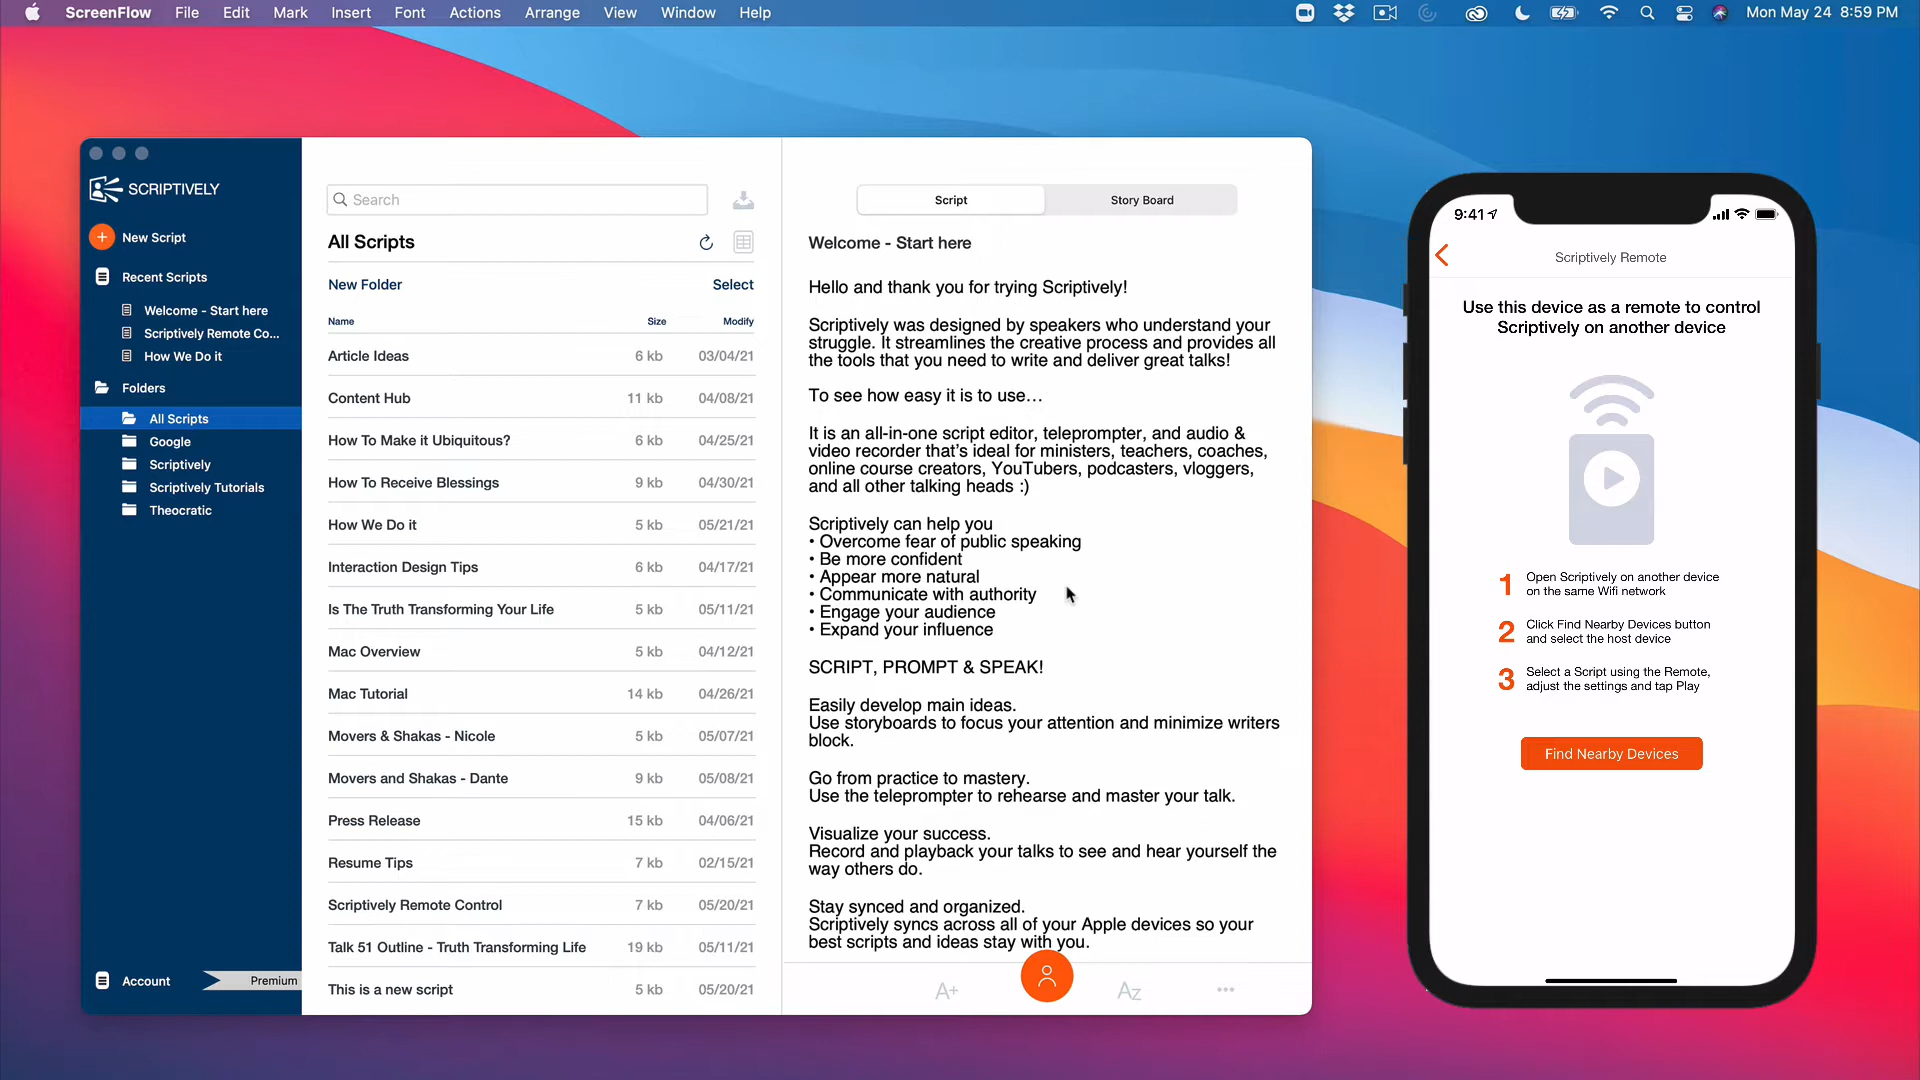 ScreenFlow File Edit Mark Insert Font Actions Arrange View Window Help Mon May 24 8:59 PM
SCRIPTIVELY
New Script
Recent Scripts
Welcome - Start here
Scriptively Remote Co...
How We Do it
Folders
All Scripts
Google
Scriptively
Scriptively Tutorials
Theocratic
Account Premium
Search
All Scripts
New Folder Select
Name Size Modify
Article Ideas 6 kb 03/04/21
Content Hub 11 kb 04/08/21
How To Make it Ubiquitous? 6 kb 04/25/21
How To Receive Blessings 9 kb 04/30/21
How We Do it 5 kb 05/21/21
Interaction Design Tips 6 kb 04/17/21
Is The Truth Transforming Your Life 5 kb 05/11/21
Mac Overview 5 kb 04/12/21
Mac Tutorial 14 kb 04/26/21
Movers & Shakas - Nicole 5 kb 05/07/21
Movers and Shakas - Dante 9 kb 05/08/21
Press Release 15 kb 04/06/21
Resume Tips 7 kb 02/15/21
Scriptively Remote Control 7 kb 05/20/21
Talk 51 Outline - Truth Transforming Life 19 kb 05/11/21
This is a new script 5 kb 05/20/21
Script Story Board
Welcome - Start here
Hello and thank you for trying Scriptively!
Scriptively was designed by speakers who understand your
struggle. It streamlines the creative process and provides all
the tools that you need to write and deliver great talks!
To see how easy it is to use…
It is an all-in-one script editor, teleprompter, and audio &
video recorder that’s ideal for ministers, teachers, coaches,
online course creators, YouTubers, podcasters, vloggers,
and all other talking heads :)
Scriptively can help you
• Overcome fear of public speaking
• Be more confident
• Appear more natural
• Communicate with authority
• Engage your audience
• Expand your influence
SCRIPT, PROMPT & SPEAK!
Easily develop main ideas.
Use storyboards to focus your attention and minimize writers
block.
Go from practice to mastery.
Use the teleprompter to rehearse and master your talk.
Visualize your success.
Record and playback your talks to see and hear yourself the
way others do.
Stay synced and organized.
Scriptively syncs across all of your Apple devices so your
best scripts and ideas stay with you.
A+ Az
9:41
Scriptively Remote
Use this device as a remote to control
Scriptively on another device
1 Open Scriptively on another device
on the same Wifi network
2 Click Find Nearby Devices button
and select the host device
3 Select a Script using the Remote,
adjust the settings and tap Play
Find Nearby Devices